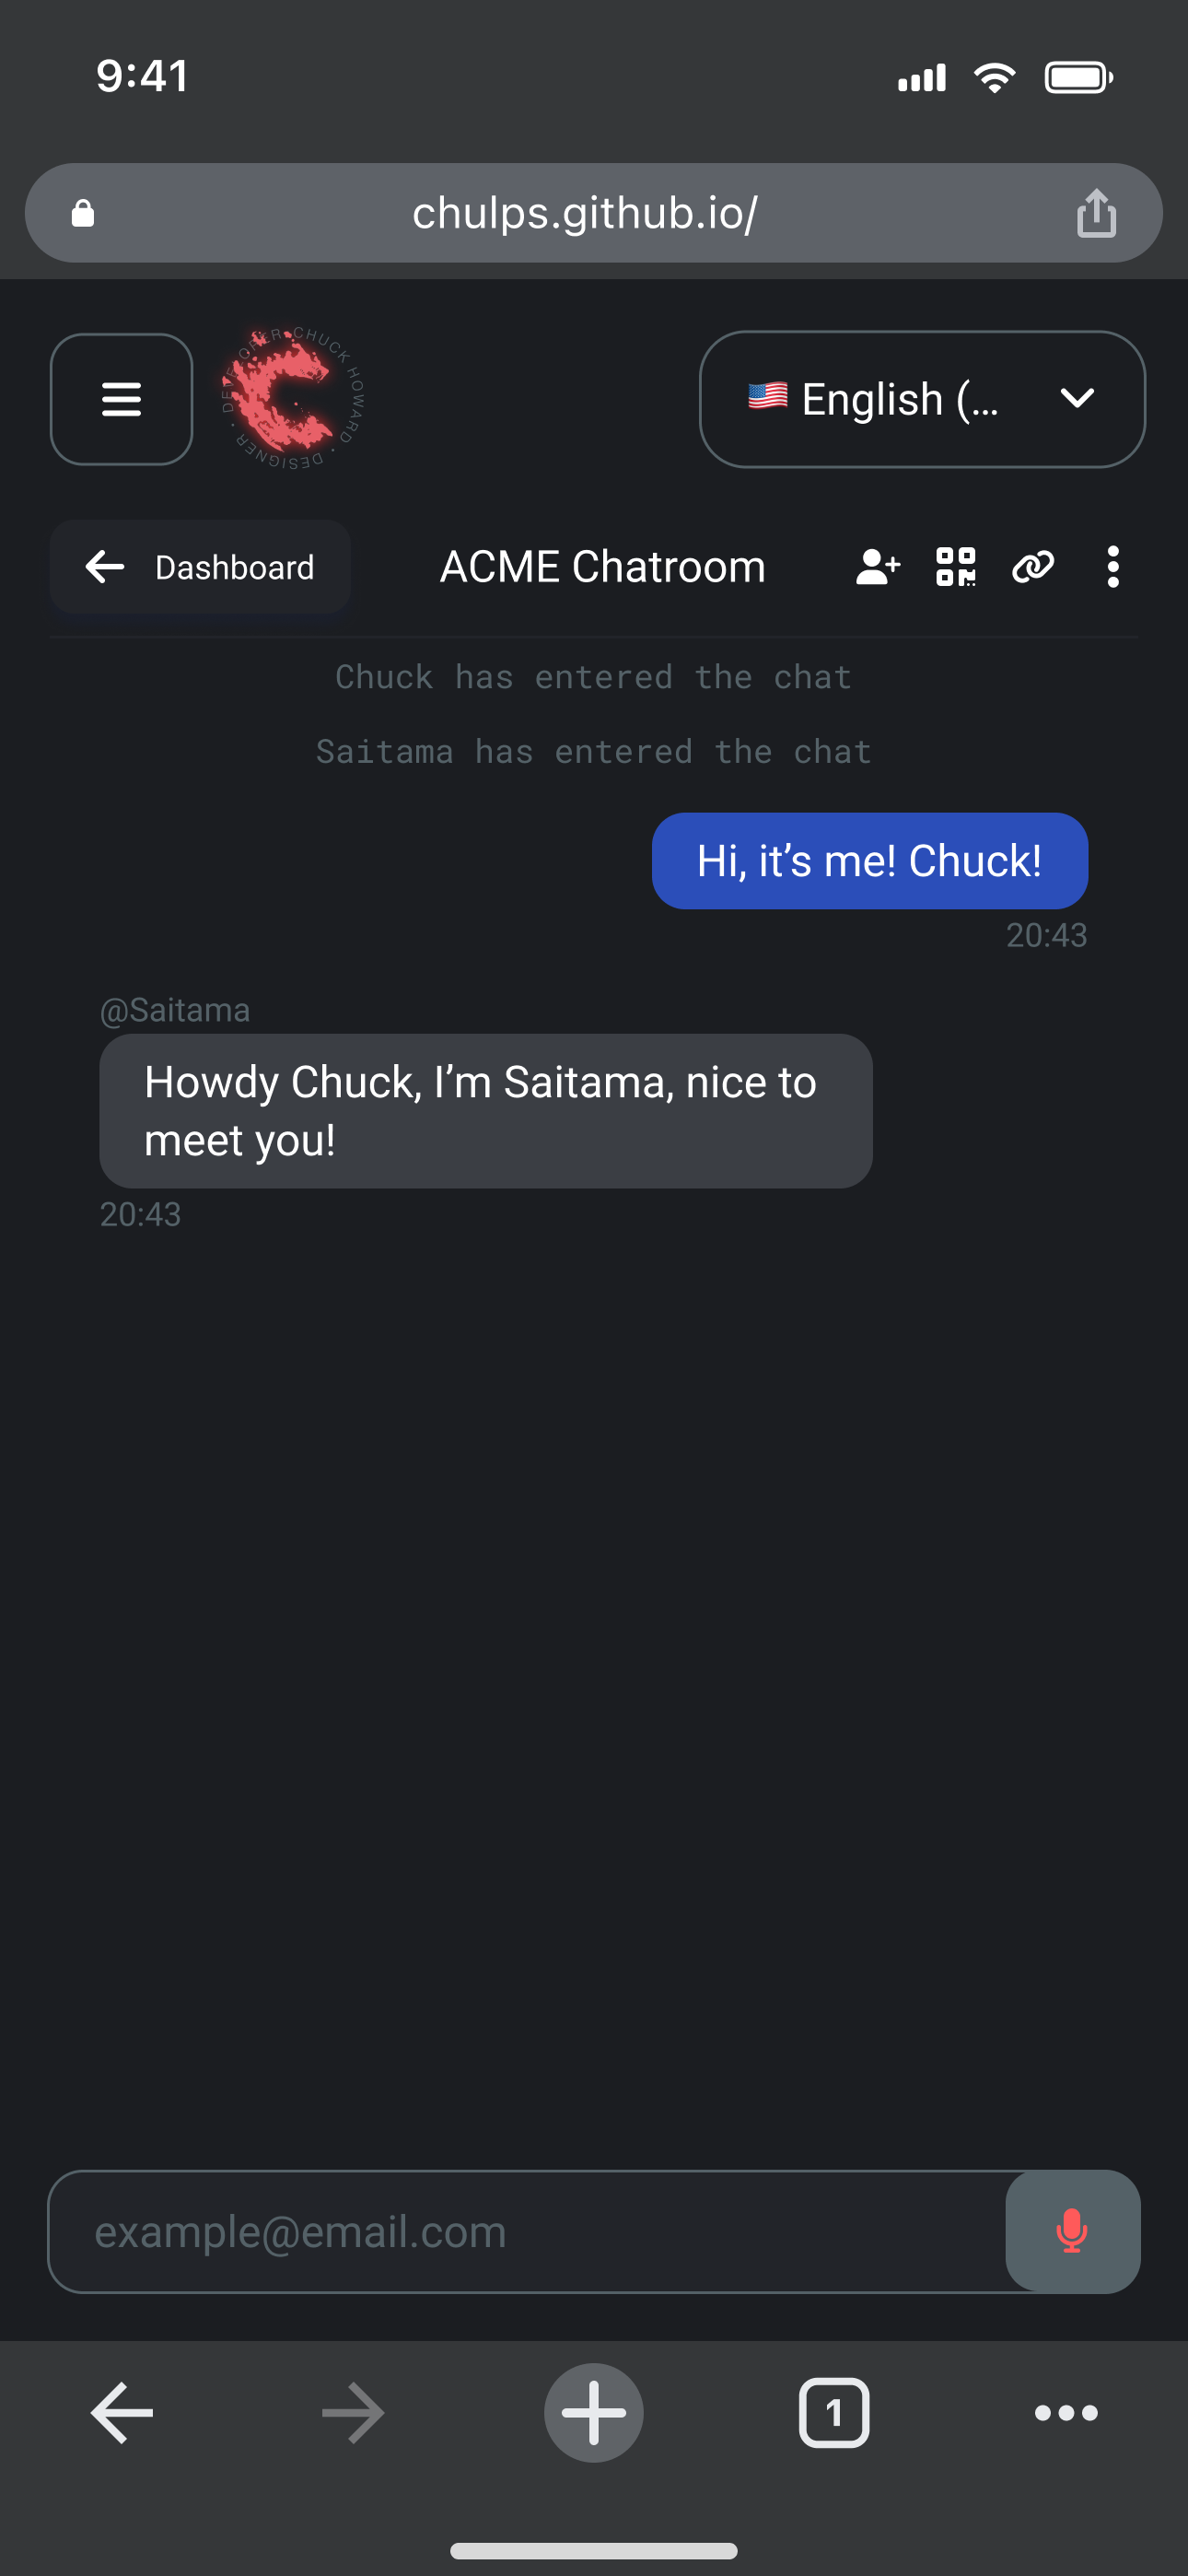 9:41
chulps.github.io/
CHUCK HOWARD • DESIGNER • DEVELOPER
🇺🇸 English (...
Dashboard
ACME Chatroom
Chuck has entered the chat
Saitama has entered the chat
Hi, it’s me! Chuck!
20:43
@Saitama
Howdy Chuck, I’m Saitama, nice to
meet you!
20:43
example@email.com
1